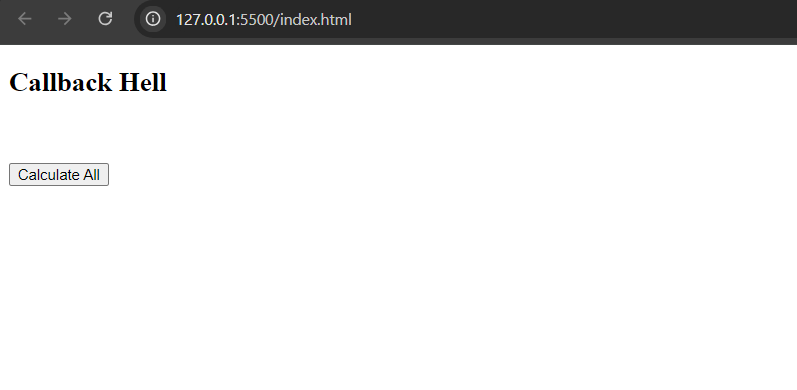 127.0.0.1:5500/index.html
Callback Hell
Calculate All